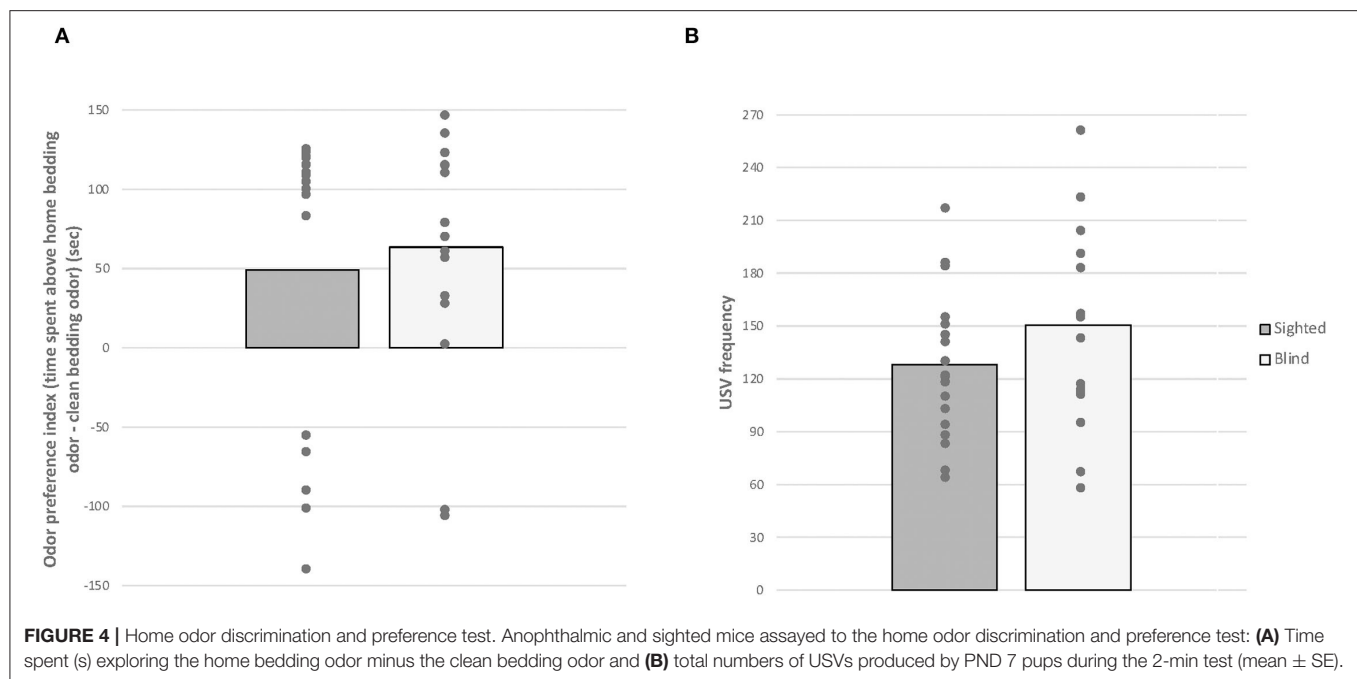 A
Odor preference index (time spent above home bedding
odor - clean bedding odor) (sec)
150
100
50
0
-50
-100
-150
B
USV frequency
270
240
210
180
150
120
90
60
30
0
Sighted
Blind
FIGURE 4 | Home odor discrimination and preference test. Anophthalmic and sighted mice assayed to the home odor discrimination and preference test: (A) Time
spent (s) exploring the home bedding odor minus the clean bedding odor and (B) total numbers of USVs produced by PND 7 pups during the 2-min test (mean ± SE).